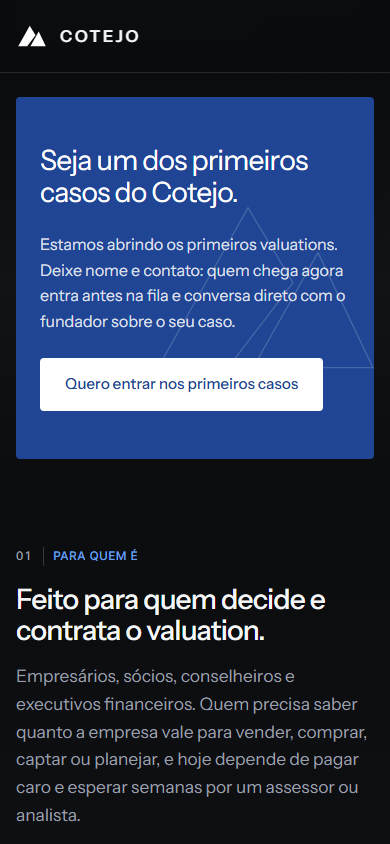 COTEJO
Seja um dos primeiros
casos do Cotejo.
Estamos abrindo os primeiros valuations.
Deixe nome e contato: quem chega agora
entra antes na fila e conversa direto com o
fundador sobre o seu caso.
Quero entrar nos primeiros casos
01 PARA QUEM É
Feito para quem decide e
contrata o valuation.
Empresários, sócios, conselheiros e
executivos financeiros. Quem precisa saber
quanto a empresa vale para vender, comprar,
captar ou planejar, e hoje depende de pagar
caro e esperar semanas por um assessor ou
analista.